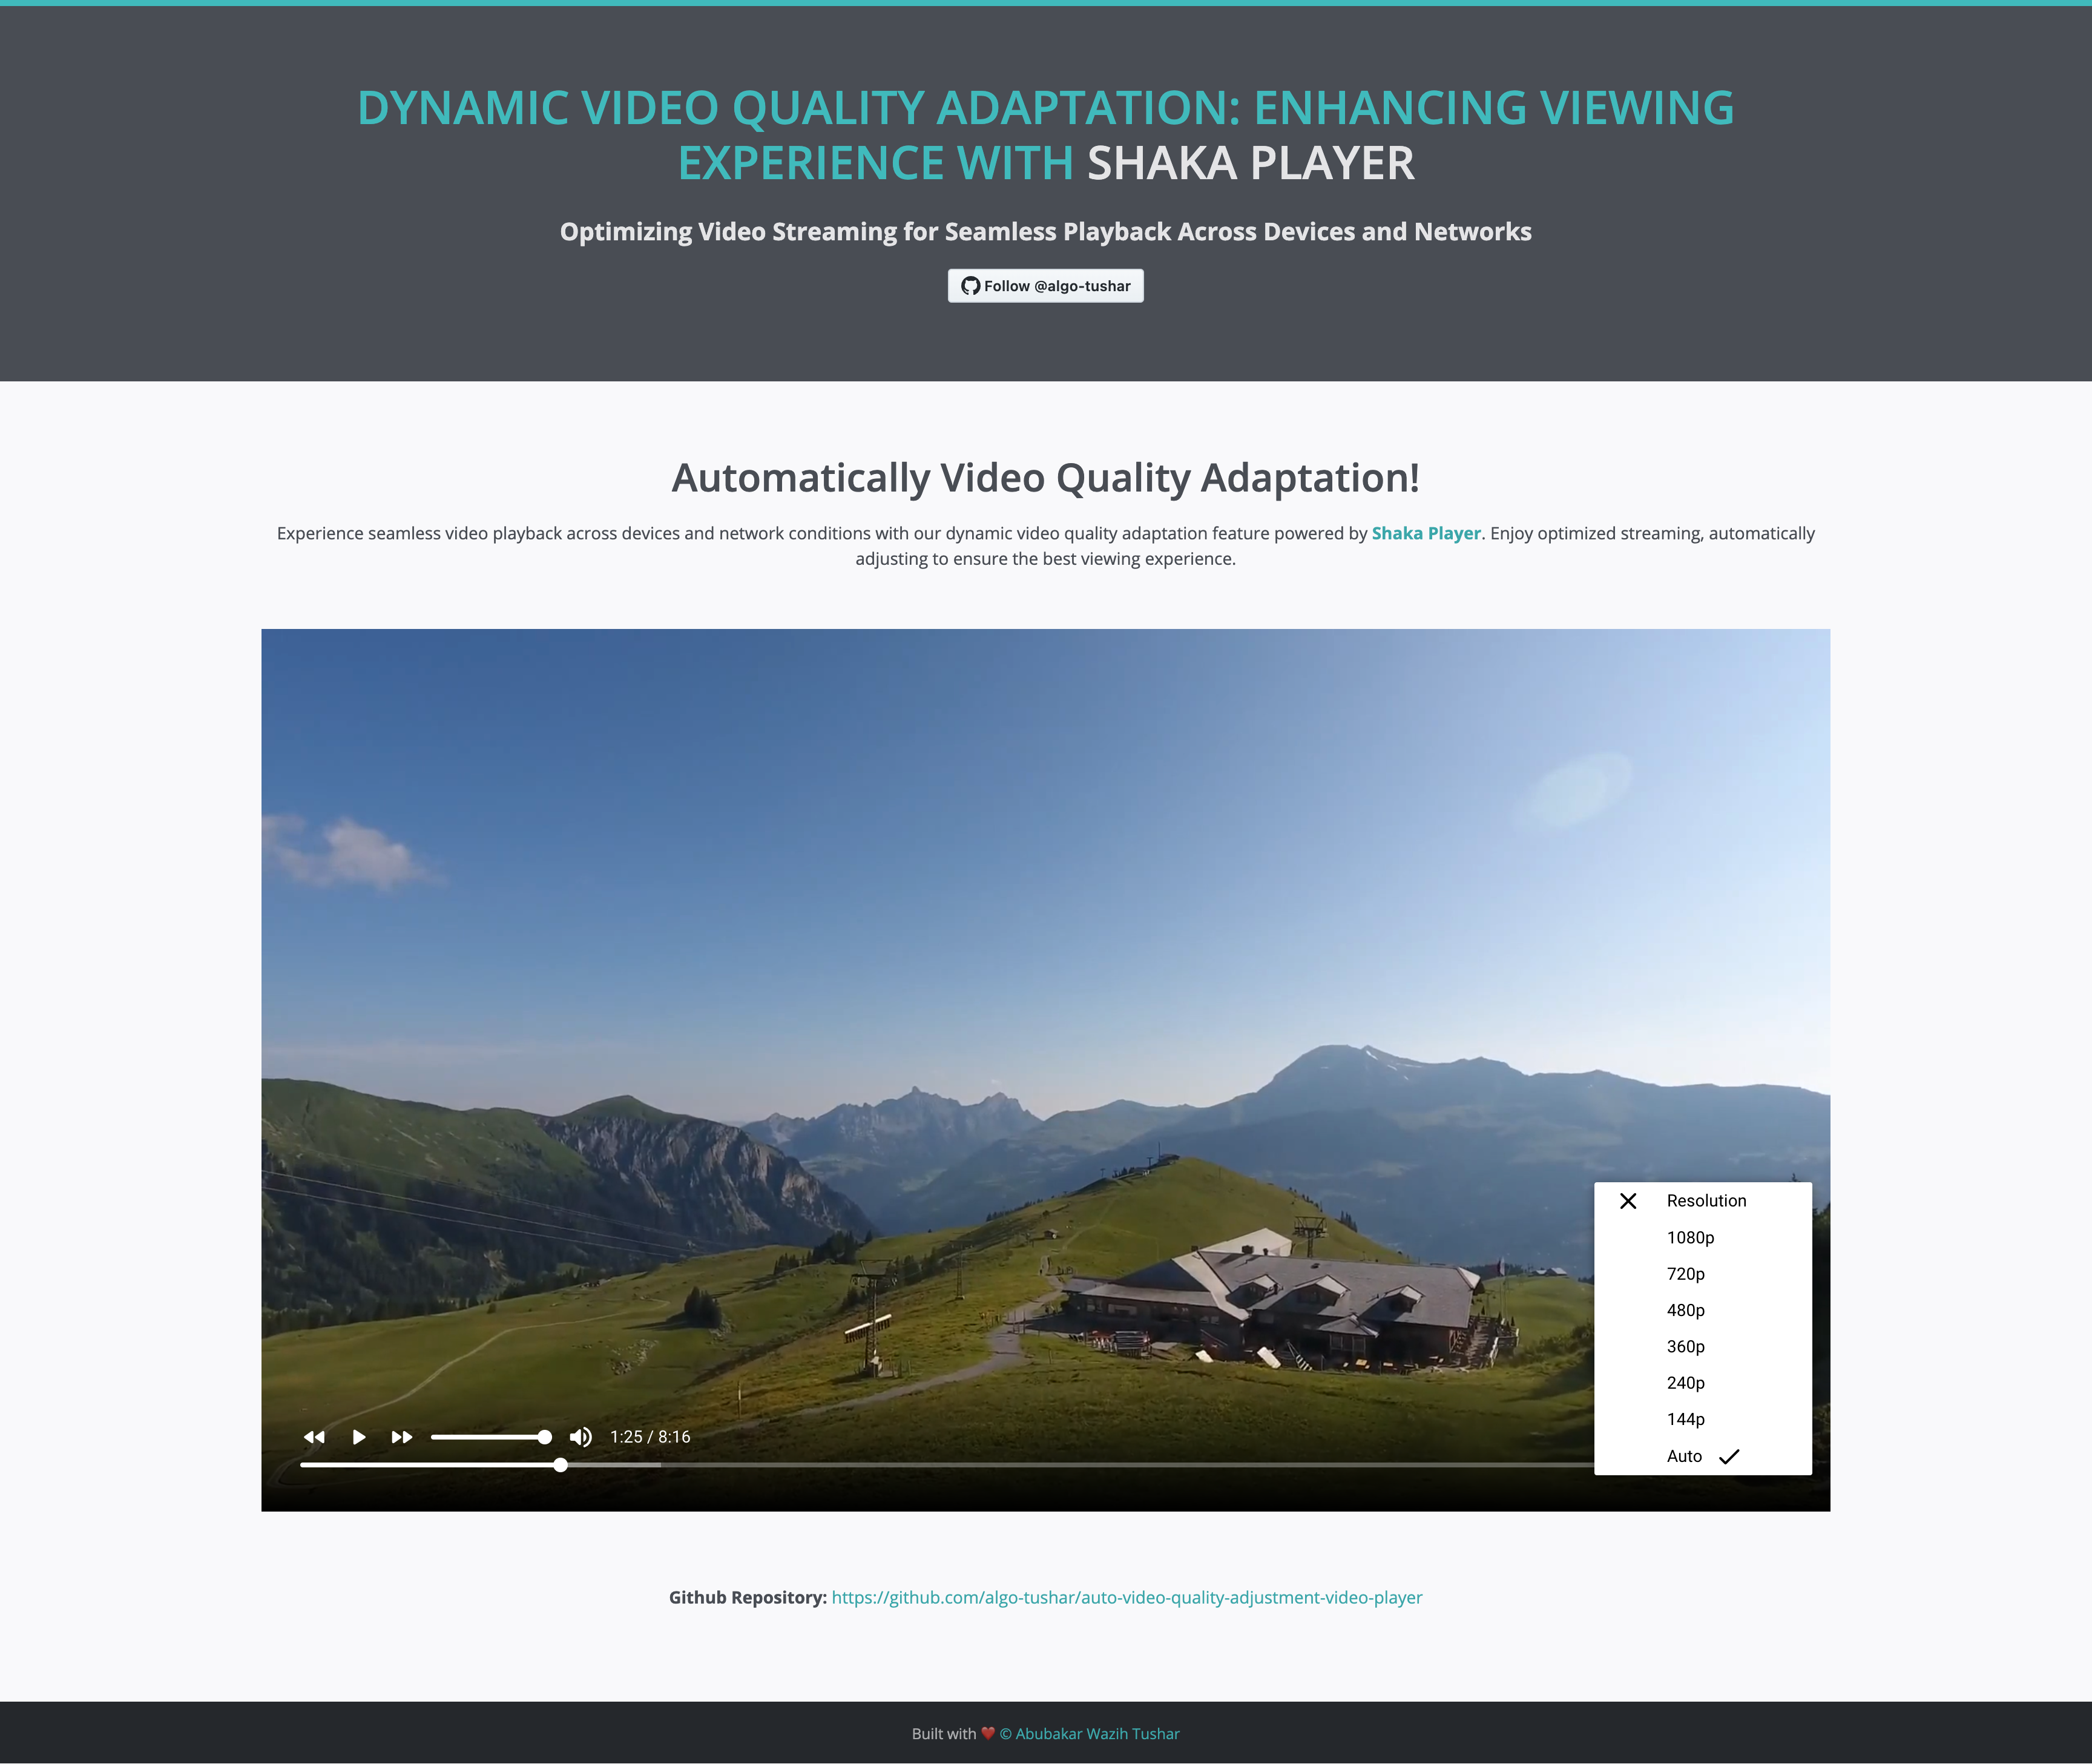 DYNAMIC VIDEO QUALITY ADAPTATION: ENHANCING VIEWING
EXPERIENCE WITH SHAKA PLAYER
Optimizing Video Streaming for Seamless Playback Across Devices and Networks
Follow @algo-tushar
Automatically Video Quality Adaptation!
Experience seamless video playback across devices and network conditions with our dynamic video quality adaptation feature powered by Shaka Player. Enjoy optimized streaming, automatically
adjusting to ensure the best viewing experience.
Resolution
1080p
720p
480p
360p
240p
144p
Auto
1:25 / 8:16
Github Repository: https://github.com/algo-tushar/auto-video-quality-adjustment-video-player
Built with ❤️ © Abubakar Wazih Tushar